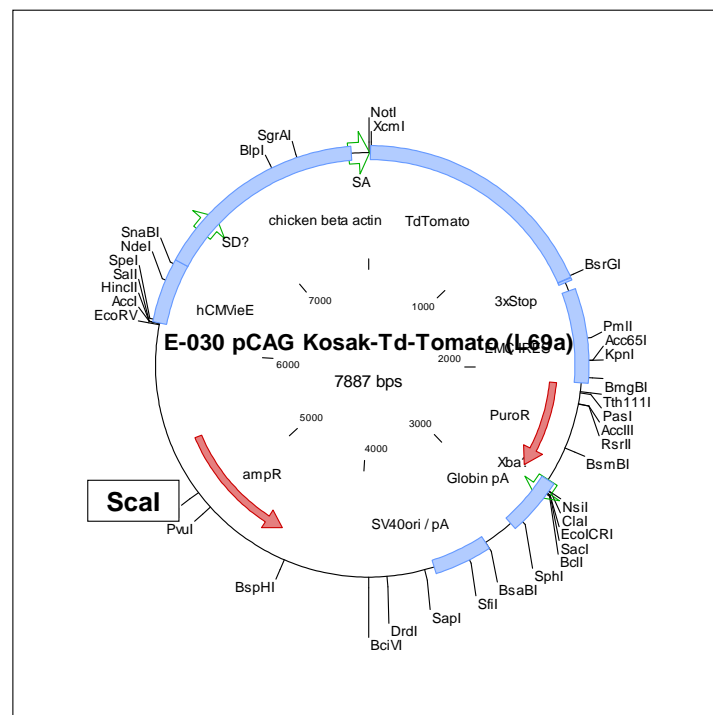 NotI
XcmI
SgrAI
BlpI
SA
chicken beta actin
TdTomato
SD?
SnaBI
NdeI
SpeI
SalI
HincII
AccI
EcoRV
hCMVieE
BsrGI
7000
1000
3xStop
PmlI
Acc65I
KpnI
E-030 pCAG Kosak-Td-Tomato (L69a)
EMC IRES
6000
2000
7887 bps
BmgBI
Tth111I
PasI
AccIII
RsrII
PuroR
5000
3000
BsmBI
4000
Xba?
Globin pA
ampR
ScaI
PvuI
NsiI
ClaI
EcoICRI
SacI
BclI
SV40ori / pA
SphI
BsaBI
SfiI
BspHI
SapI
DrdI
BciVI